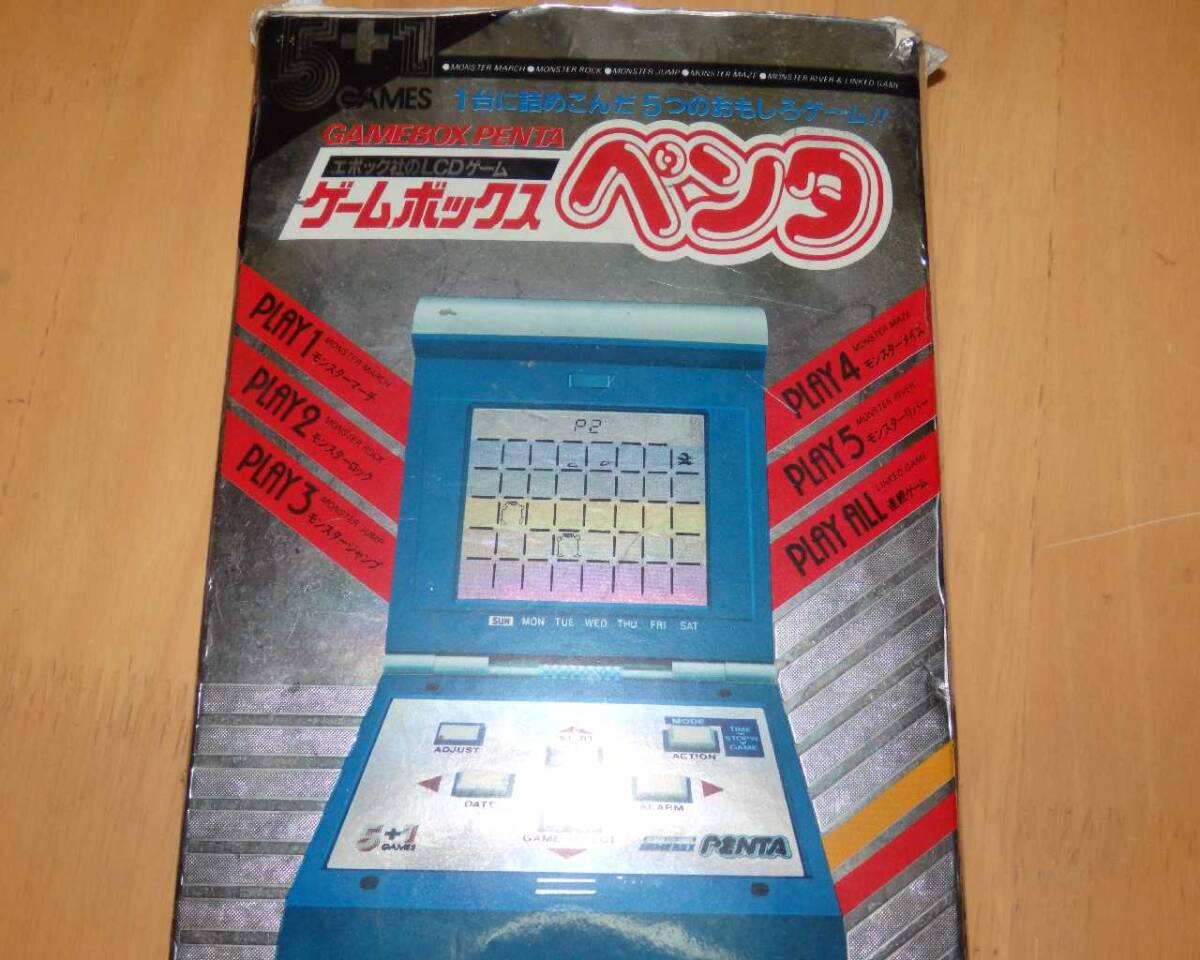 5+1
GAMES
●MONSTER MARCH ●MONSTER ROCK ●MONSTER JUMP ●MONSTER MAZE ●MONSTER RIVER & LINKED GAME
1台に詰めこんだ5つのおもしろゲーム!!
GAMEBOX PENTA
エポック社のLCDゲーム
ゲームボックス
ペンタ
PLAY1
MONSTER MARCH
モンスターマーチ
PLAY2
MONSTER ROCK
モンスターロック
PLAY3
MONSTER JUMP
モンスタージャンプ
PLAY4
MONSTER MAZE
モンスターメイズ
PLAY5
MONSTER RIVER
モンスターリバー
PLAY ALL
LINKED GAME
連続ゲーム
P2
SUN MON TUE WED THU FRI SAT
ADJUST
START
MODE
ACTION
TIME
STOPW
GAME
DATE
ALARM
5+1
GAMES
PENTA